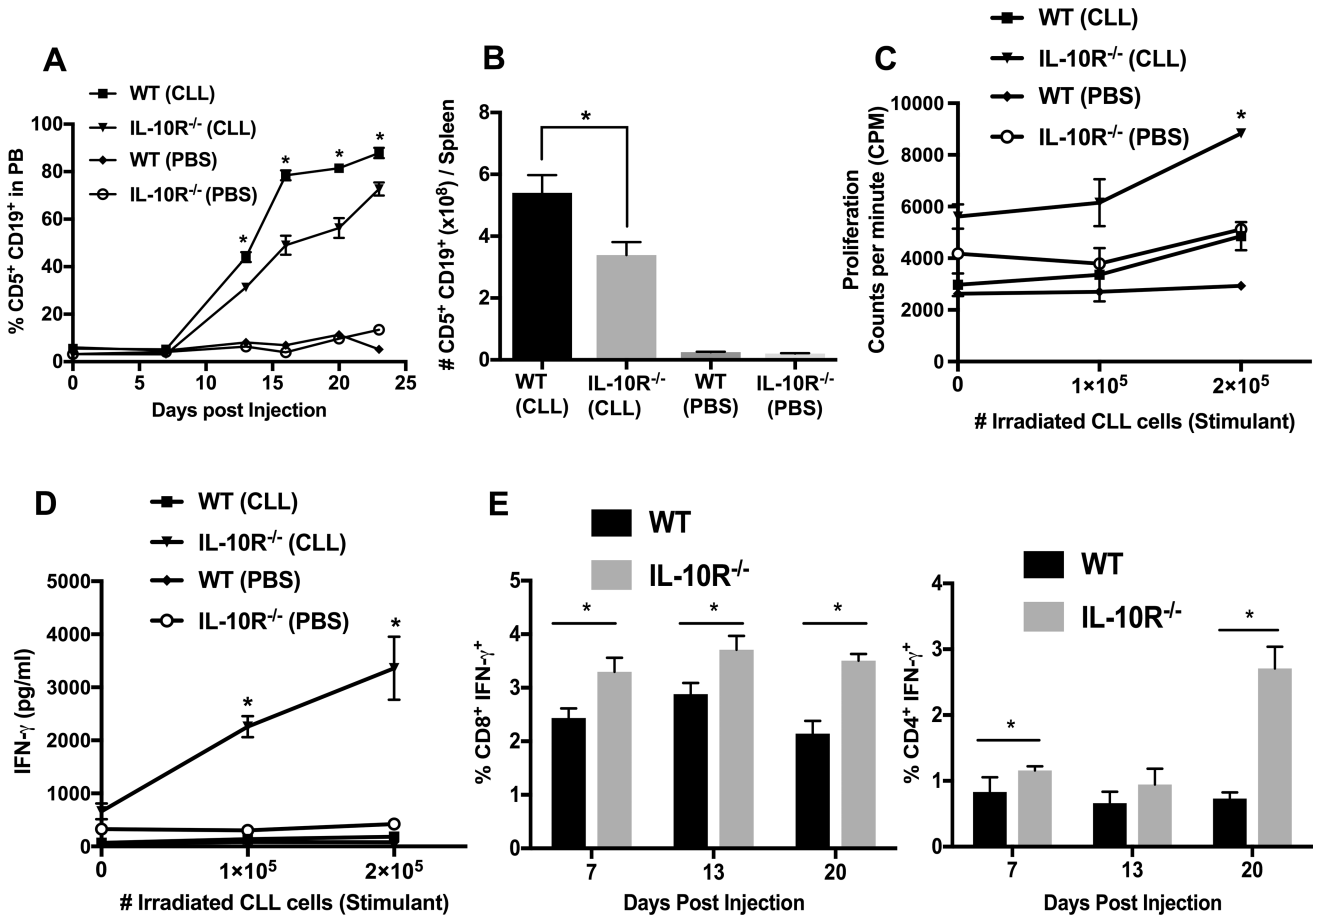 A
WT (CLL)
IL-10R-/- (CLL)
WT (PBS)
IL-10R-/- (PBS)
% CD5+ CD19+ in PB
100
80
60
40
20
0
* * * *
0 5 10 15 20 25
Days post Injection
B
# CD5+ CD19+ (x10⁸) / Spleen
8
6
4
2
0
*
WT IL-10R-/- WT IL-10R-/-
(CLL) (CLL) (PBS) (PBS)
C
WT (CLL)
IL-10R-/- (CLL)
WT (PBS)
IL-10R-/- (PBS)
Proliferation
Counts per minute (CPM)
10000
8000
6000
4000
2000
0
*
0 1×10⁵ 2×10⁵
# Irradiated CLL cells (Stimulant)
D
WT (CLL)
IL-10R-/- (CLL)
WT (PBS)
IL-10R-/- (PBS)
IFN-γ (pg/ml)
5000
4000
3000
2000
1000
0
* *
0 1×10⁵ 2×10⁵
# Irradiated CLL cells (Stimulant)
E
WT
IL-10R-/-
% CD8+ IFN-γ+
5
4
3
2
1
0
* * *
7 13 20
Days Post Injection
WT
IL-10R-/-
% CD4+ IFN-γ+
4
3
2
1
0
* *
7 13 20
Days Post Injection